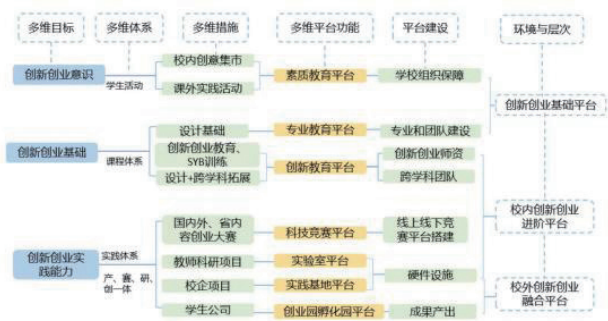 多维目标
多维体系
多维措施
多维平台功能
平台建设
环境与层次
创新创业意识
学生活动
校内创意集市
课外实践活动
素质教育平台
学校组织保障
创新创业基础平台
创新创业基础
课程体系
设计基础
创新创业教育、
SYB训练
设计+跨学科拓展
专业教育平台
创新教育平台
专业和团队建设
创新创业师资
跨学科团队
校内创新创业
进阶平台
创新创业实
践能力
实践体系
产、赛、研、
创一体
国内外、省内
容创业大赛
教师科研项目
校企项目
学生公司
科技竞赛平台
实验室平台
实践基地平台
创业园孵化园平台
线上线下竞
赛平台搭建
硬件设施
成果产出
校外创新创业
融合平台